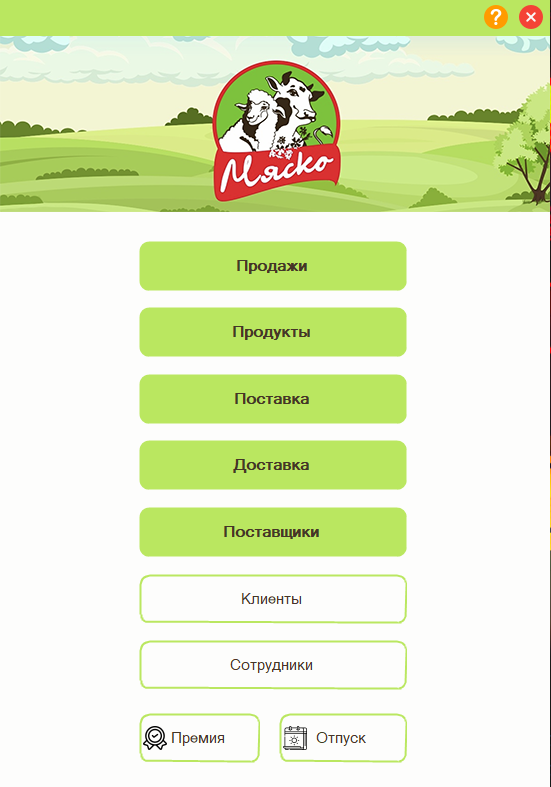 ?
Мяско
Продажи
Продукты
Поставка
Доставка
Поставщики
Клиенты
Сотрудники
Премия
Отпуск